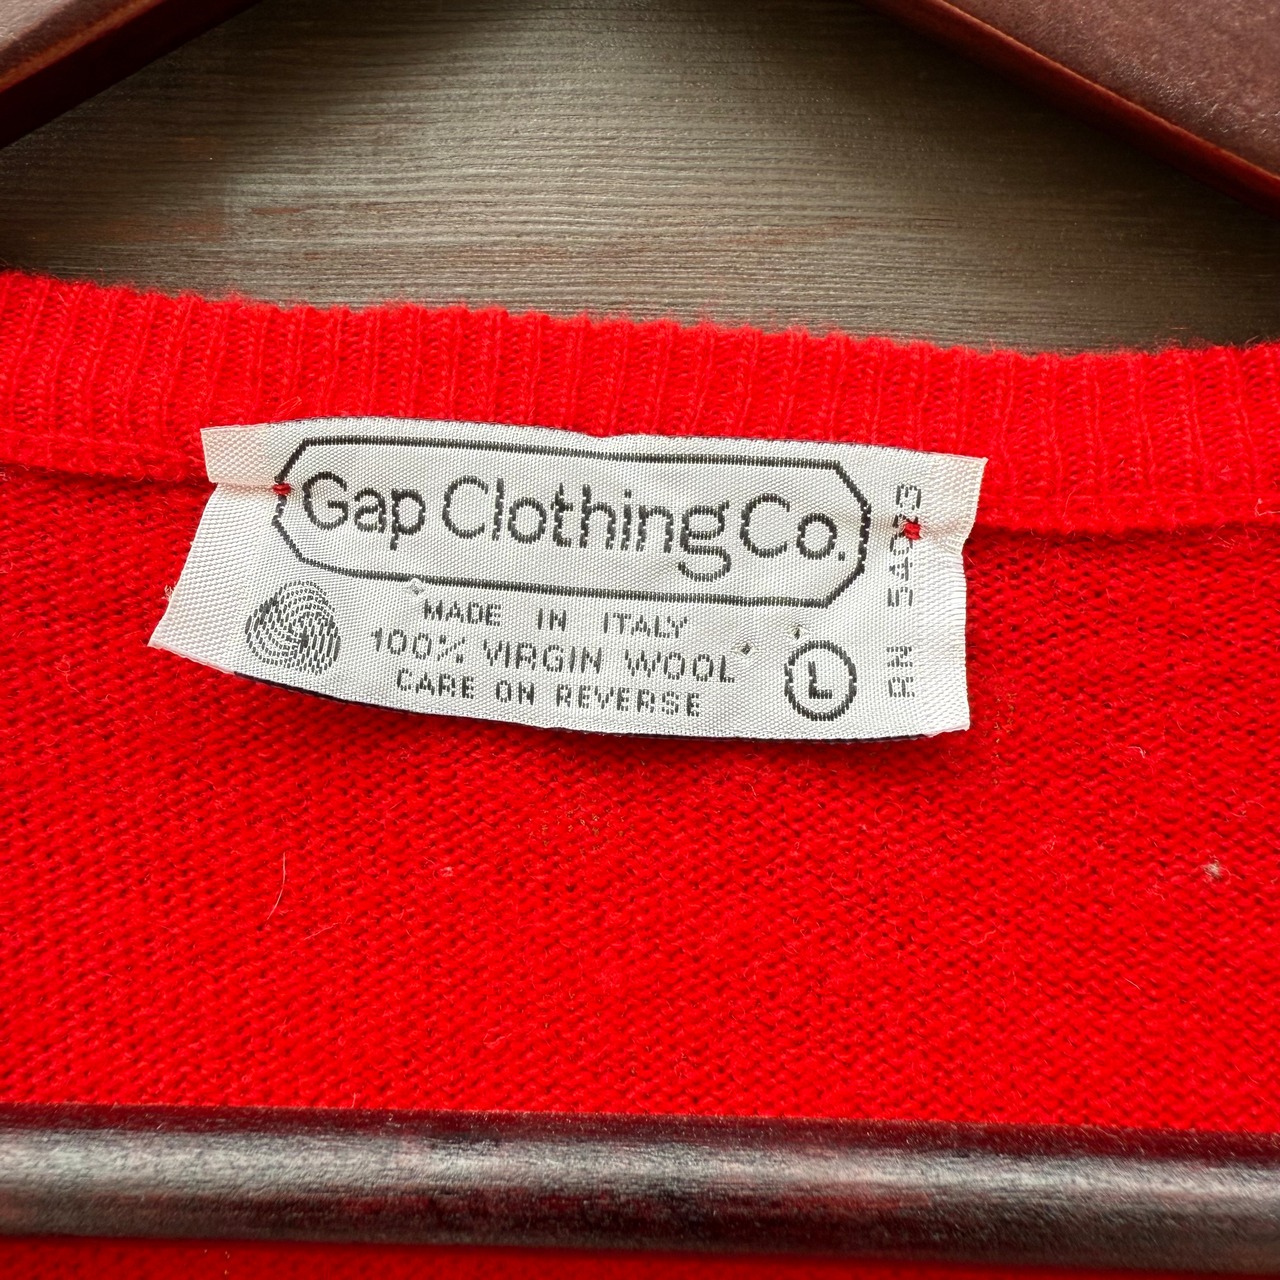 Gap Clothing Co.
MADE IN ITALY
100% VIRGIN WOOL
CARE ON REVERSE
L
RN 54023